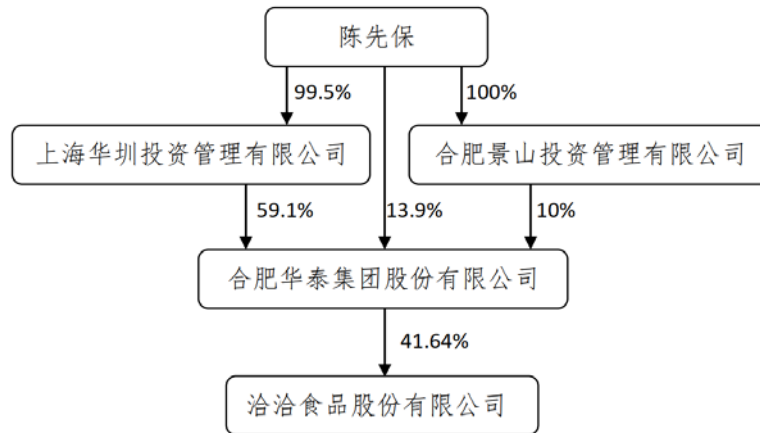 陈先保
99.5%
100%
上海华圳投资管理有限公司
合肥景山投资管理有限公司
59.1%
13.9%
10%
合肥华泰集团股份有限公司
41.64%
洽洽食品股份有限公司